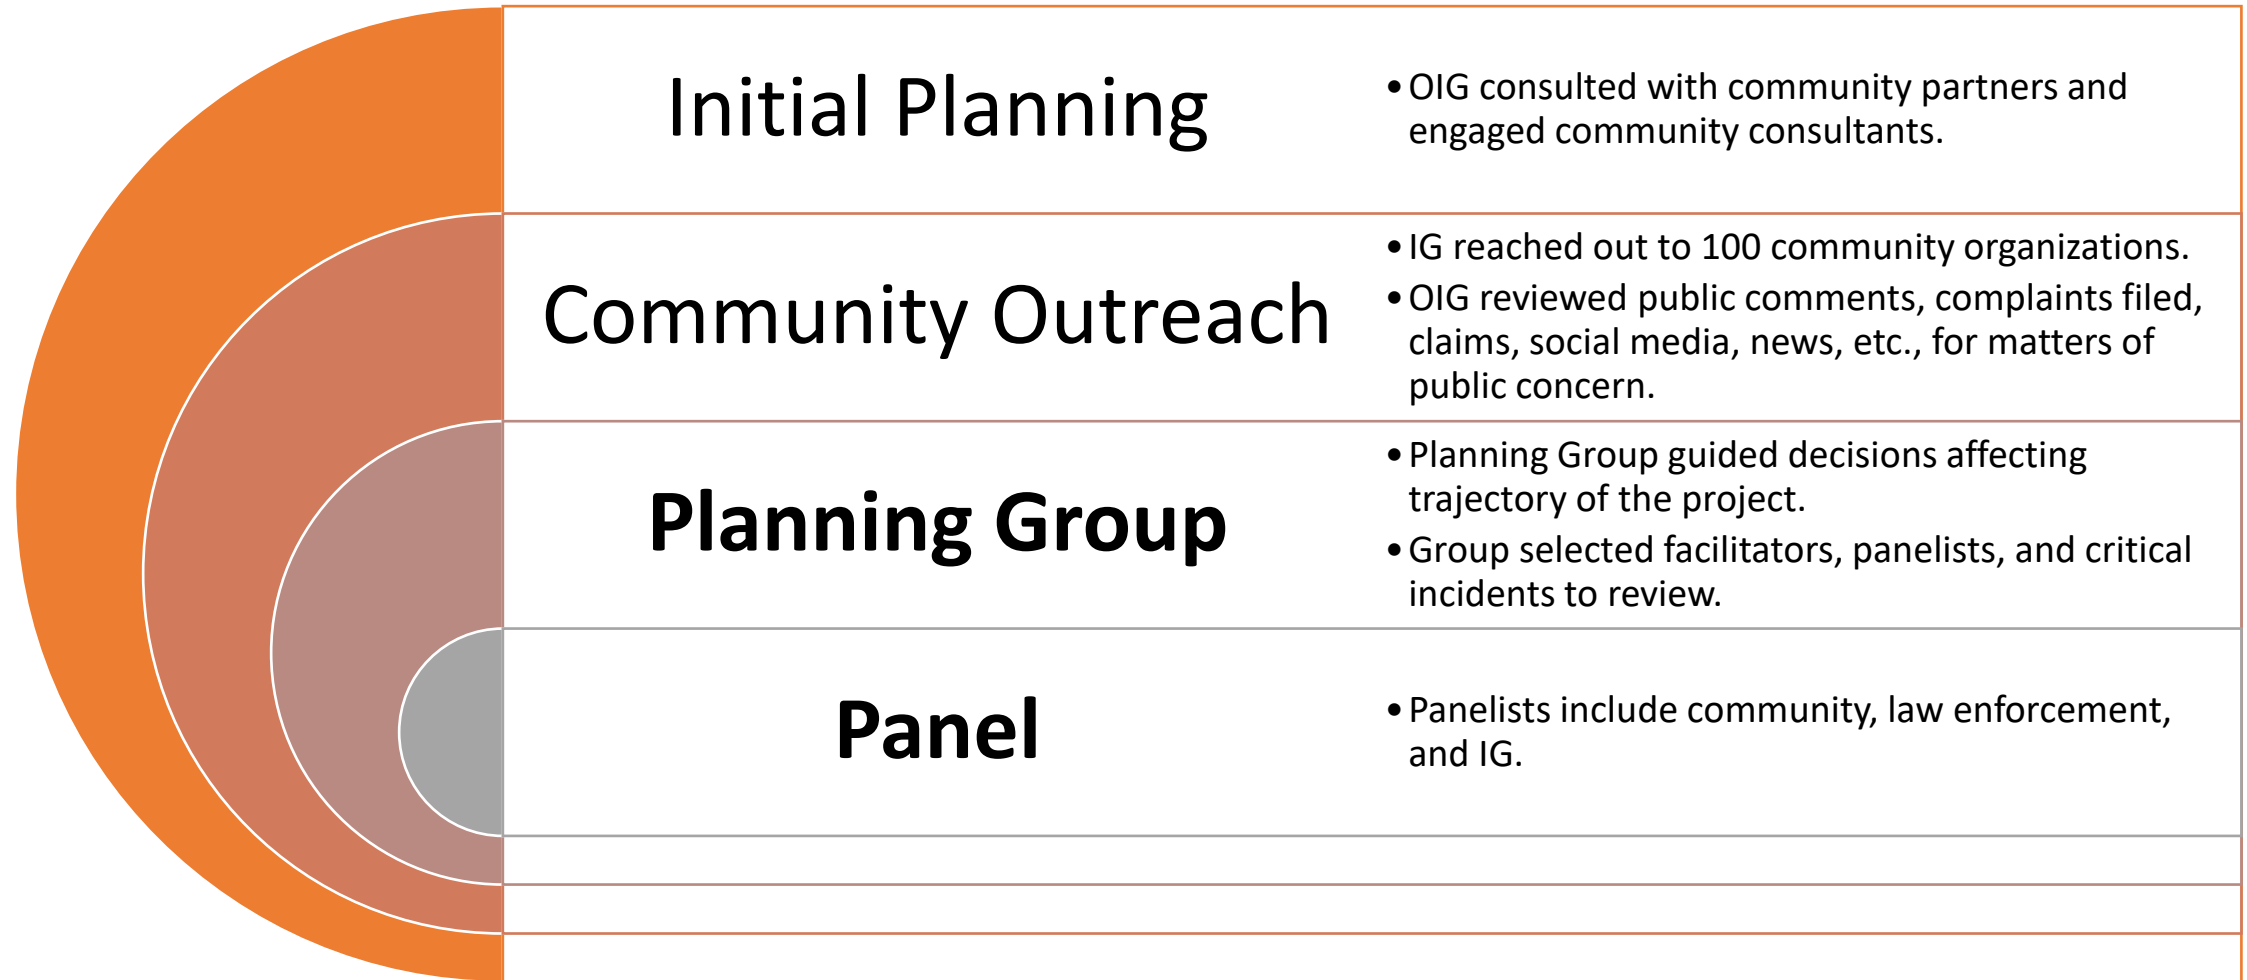 Initial Planning
•OIG consulted with community partners and
engaged community consultants.
Community Outreach
•IG reached out to 100 community organizations.
•OIG reviewed public comments, complaints filed,
claims, social media, news, etc., for matters of
public concern.
Planning Group
•Planning Group guided decisions affecting
trajectory of the project.
•Group selected facilitators, panelists, and critical
incidents to review.
Panel
•Panelists include community, law enforcement,
and IG.